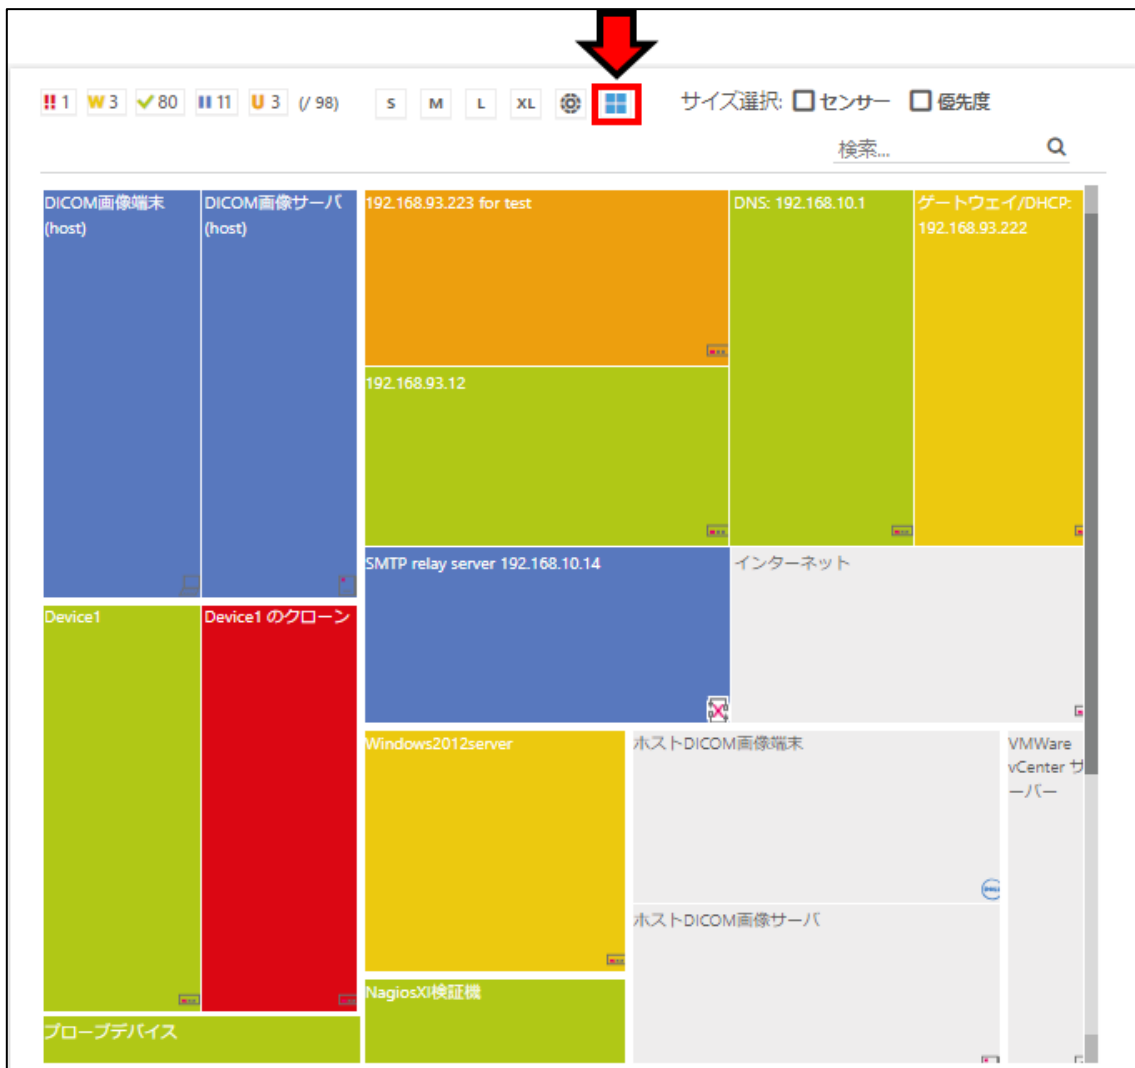 !! 1 W 3 80 11 U 3 (/ 98) S M L XL サイズ選択: センサー 優先度
検索...
DICOM画像端末
(host)
DICOM画像サーバ
(host)
192.168.93.223 for test
DNS: 192.168.10.1
ゲートウェイ/DHCP:
192.168.93.222
192.168.93.12
SMTP relay server 192.168.10.14
インターネット
Device1
Device1 のクローン
Windows2012server
ホストDICOM画像端末
VMWare
vCenter サ
ーバー
DELL
ホストDICOM画像サーバ
NagiosXI検証機
プローブデバイス